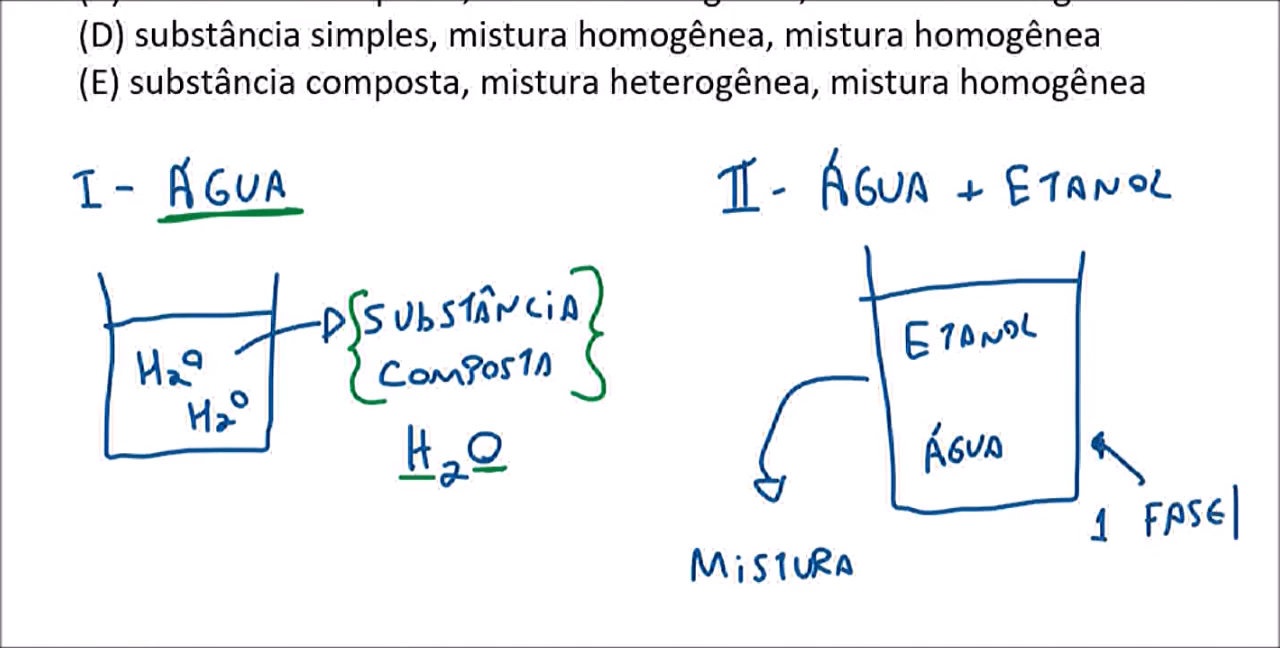 (D) substância simples, mistura homogênea, mistura homogênea
(E) substância composta, mistura heterogênea, mistura homogênea
I - ÁGUA
II - ÁGUA + ETANOL
SUBSTÂNCIA
COMPOSTA
H2O
H2O
H2O
ETANOL
ÁGUA
1 FASE
MISTURA